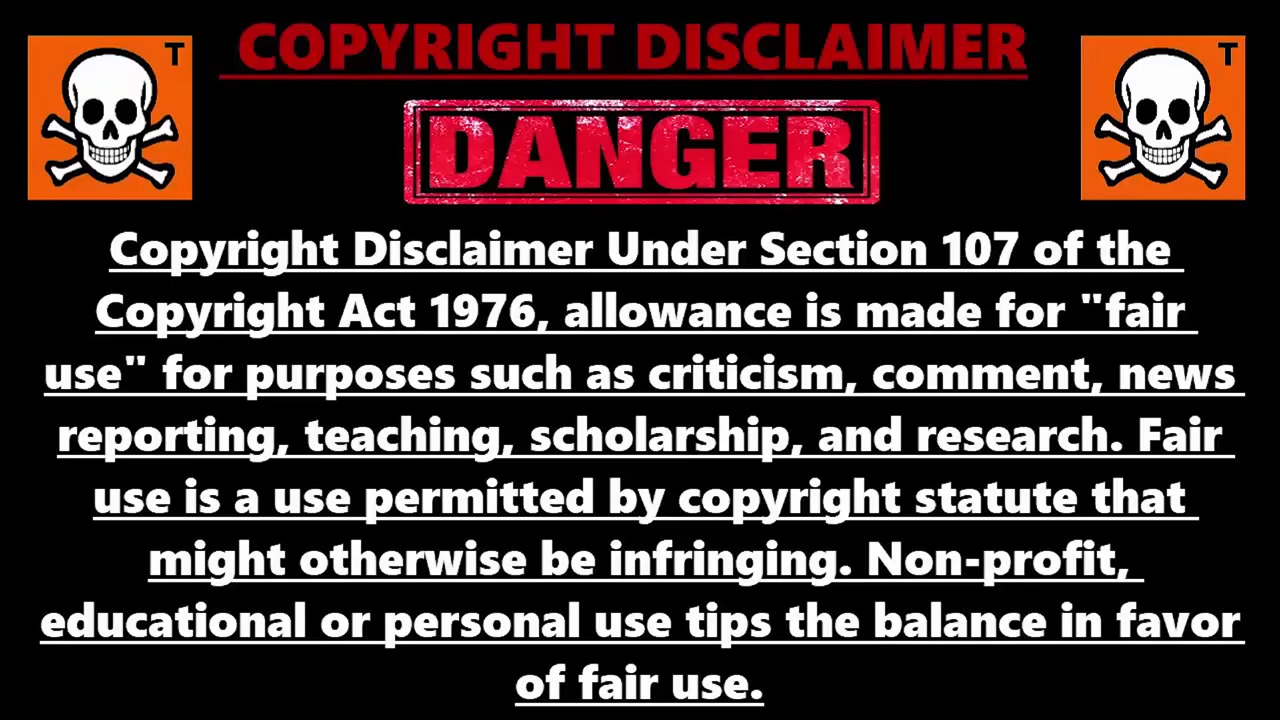 T COPYRIGHT DISCLAIMER T
DANGER
Copyright Disclaimer Under Section 107 of the
Copyright Act 1976, allowance is made for "fair
use" for purposes such as criticism, comment, news
reporting, teaching, scholarship, and research. Fair
use is a use permitted by copyright statute that
might otherwise be infringing. Non-profit,
educational or personal use tips the balance in favor
of fair use.